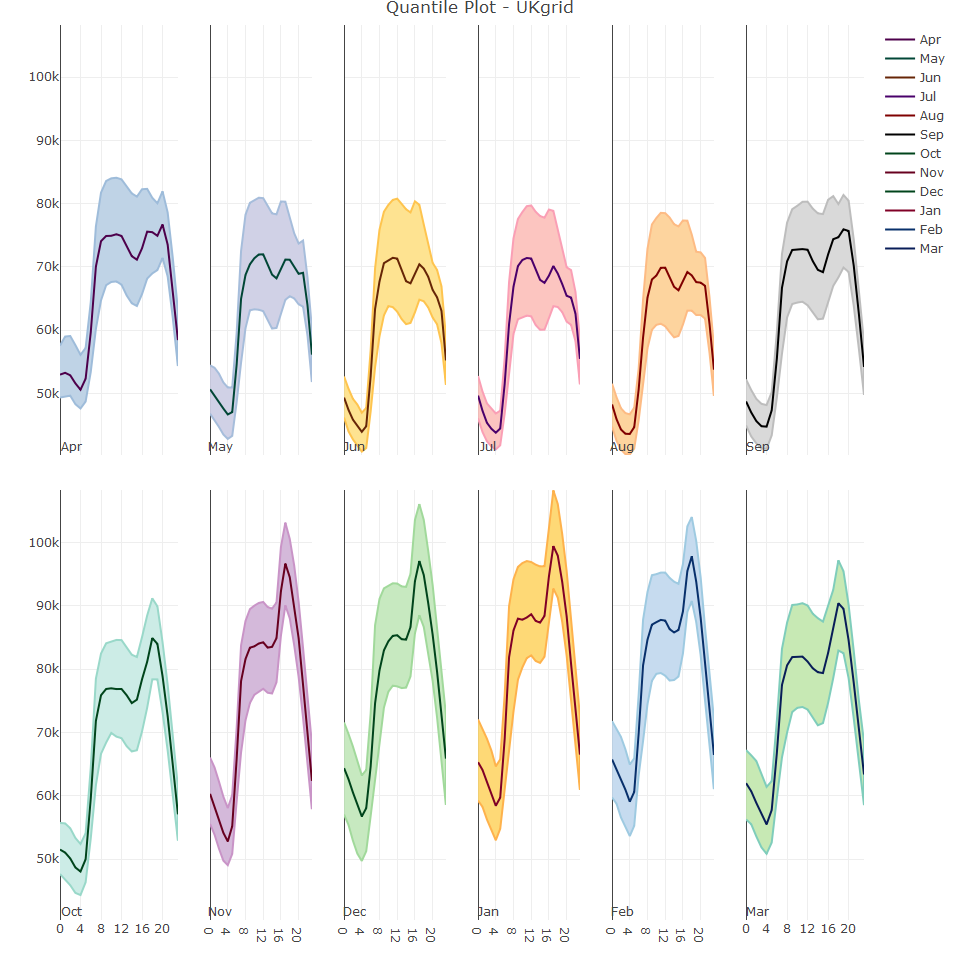 Quantile Plot - UKgrid
100k
90k
80k
70k
60k
50k
Apr
May
Jun
Jul
Aug
Sep
100k
90k
80k
70k
60k
50k
Oct
Nov
Dec
Jan
Feb
Mar
0 4 8 12 16 20
0 4 8 12 16 20
0 4 8 12 16 20
0 4 8 12 16 20
0 4 8 12 16 20
0 4 8 12 16 20
Apr
May
Jun
Jul
Aug
Sep
Oct
Nov
Dec
Jan
Feb
Mar